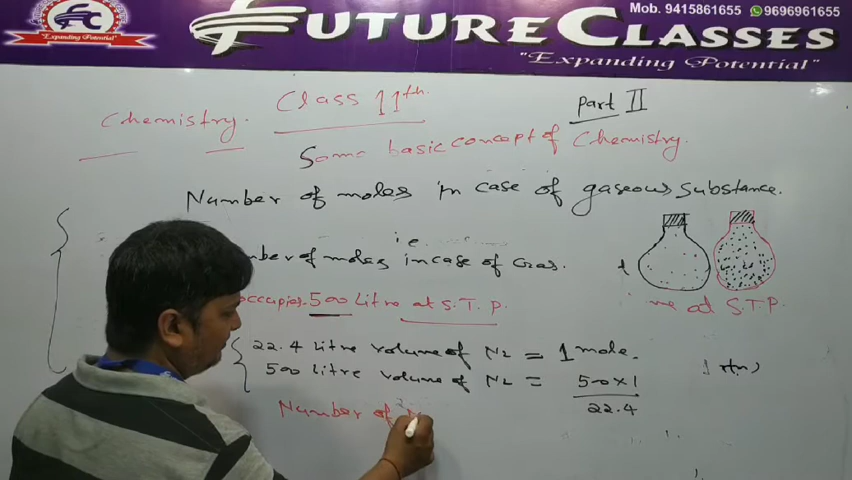 Mob. 9415861655 9696961655
FUTURE CLASSES
"Expanding Potential"
FC
"Expanding Potential"
Chemistry. Class 11th. Part II
Some basic concept of Chemistry.
Number of moles in case of gaseous substance.
i.e.
mber of moles in case of Gas.
occupies 500 litre at S.T.P.
me at S.T.P.
22.4 litre volume of N2 = 1 mole.
500 litre volume of N2 = 500×1
22.4
Number of